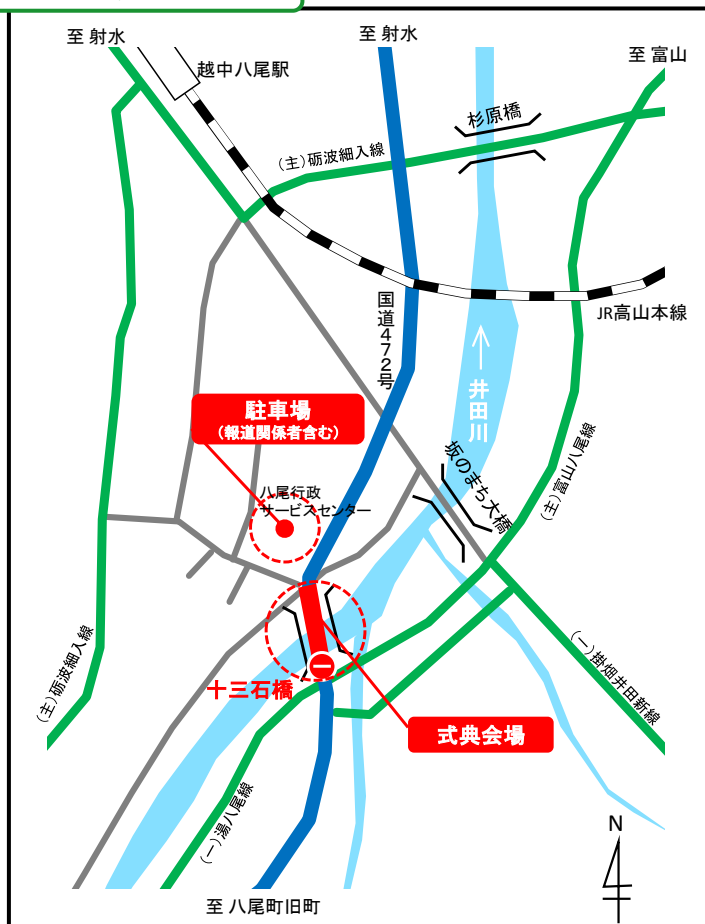 至 射水
至 射水
越中八尾駅
至 富山
杉原橋
(主)砺波細入線
JR高山本線
国道472号
井田川
駐車場
(報道関係者含む)
坂のまち大橋
(主)富山八尾線
八尾行政
サービスセンター
(主)砺波細入線
(一)掛畑井田新線
十三石橋
式典会場
(一)湯八尾線
N
至 八尾町旧町